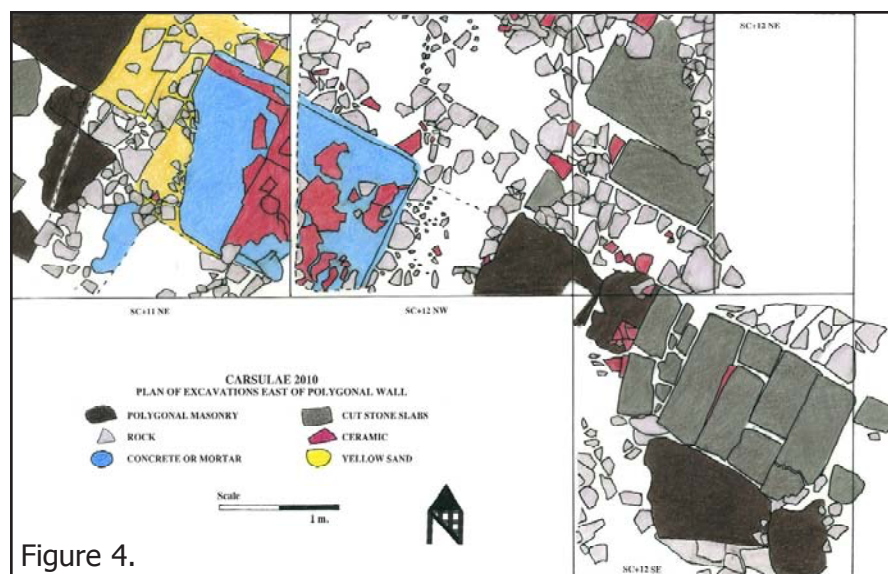 SC+12 NE
SC+11 NE
SC+12 NW
CARSULAE 2010
PLAN OF EXCAVATIONS EAST OF POLYGONAL WALL
POLYGONAL MASONRY
CUT STONE SLABS
ROCK
CERAMIC
CONCRETE OR MORTAR
YELLOW SAND
Scale
1 m.
Figure 4.
SC+12 SE